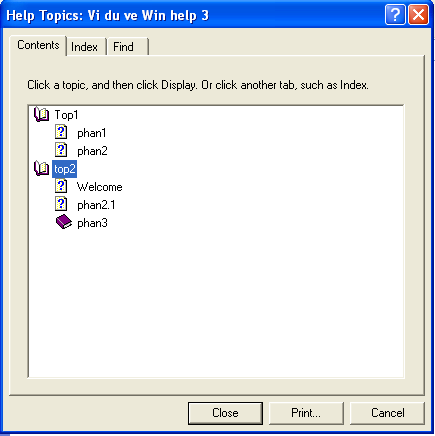 Help Topics: Vi du ve Win help 3
Contents Index Find
Click a topic, and then click Display. Or click another tab, such as Index.
Top1
phan1
phan2
top2
Welcome
phan2.1
phan3
Close Print... Cancel